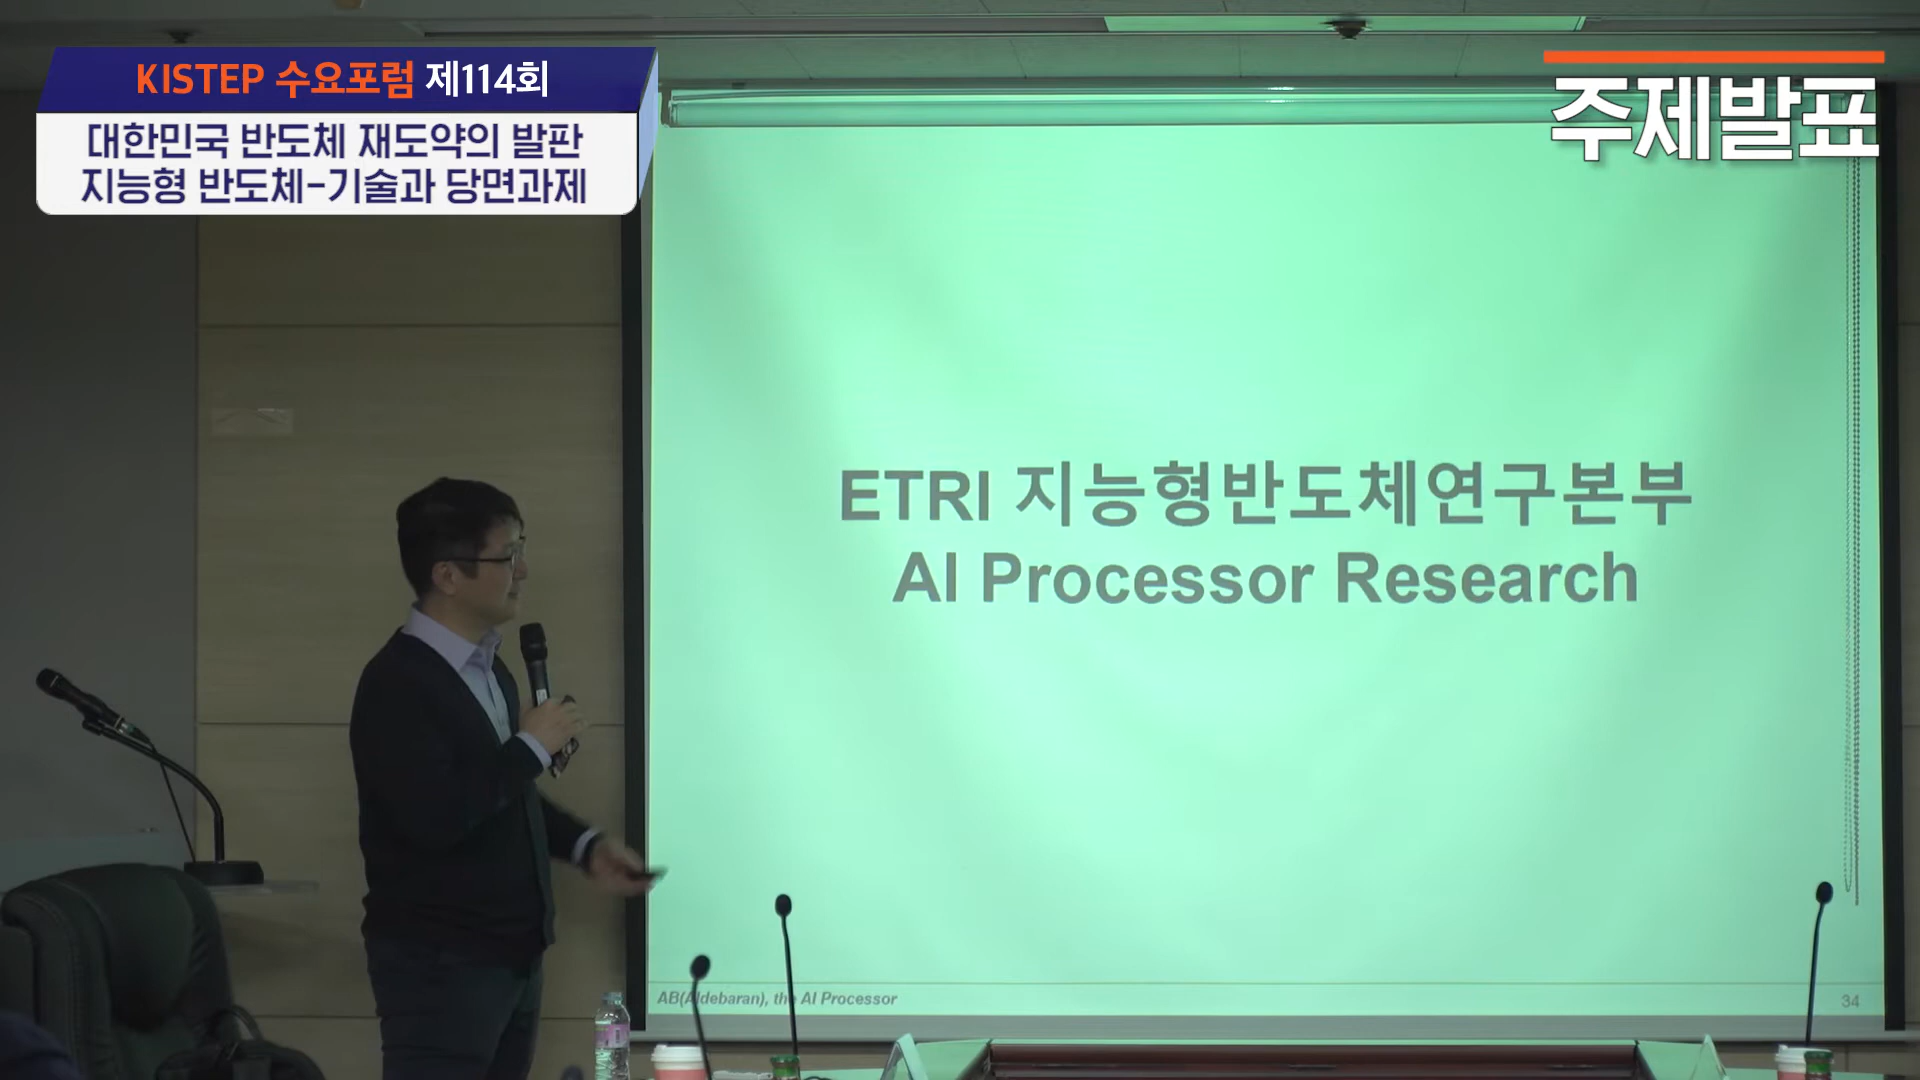 KISTEP 수요포럼 제114회
대한민국 반도체 재도약의 발판
지능형 반도체-기술과 당면과제
주제발표
ETRI 지능형반도체연구본부
AI Processor Research
AB(Aldebaran), the AI Processor
34